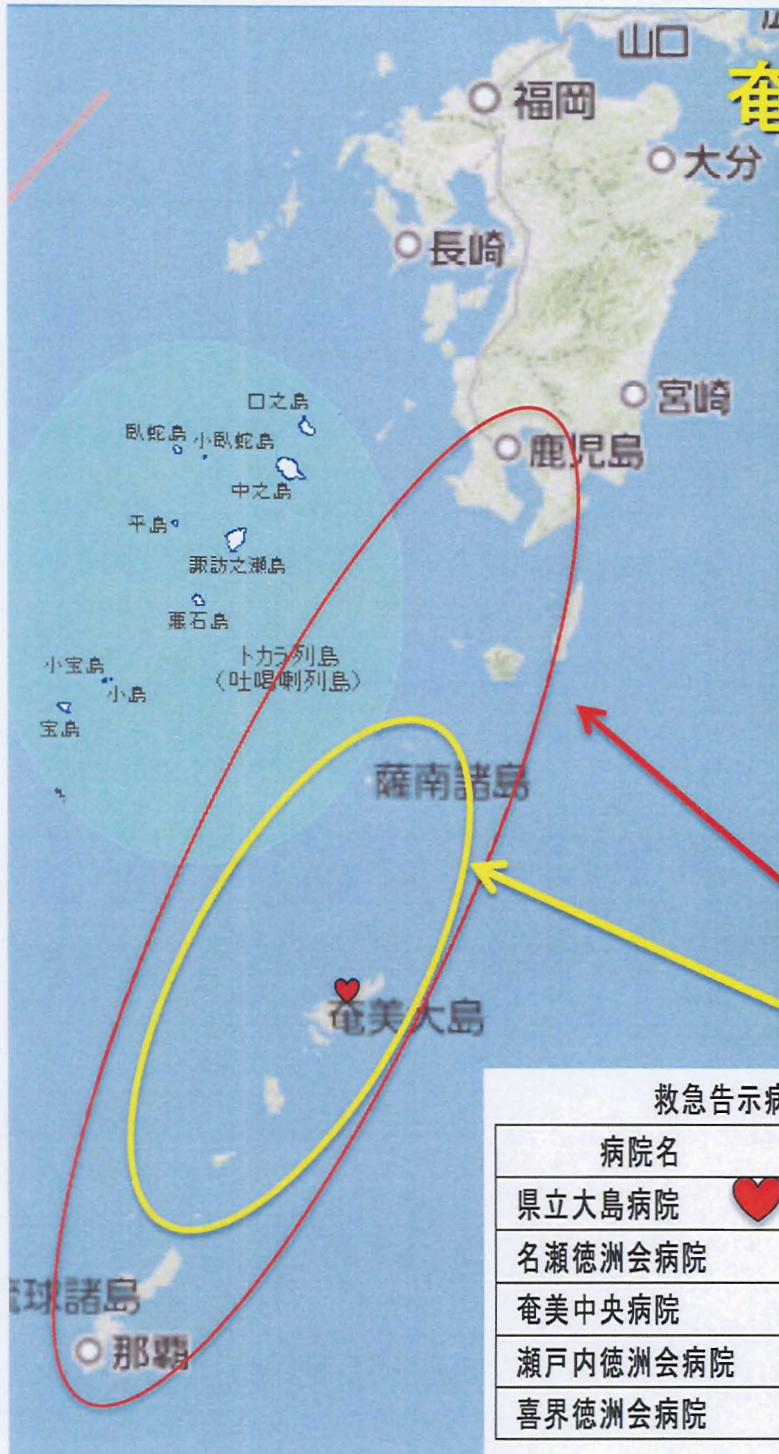 山口
福岡
奄
大分
長崎
宮崎
口之島
臥蛇島
小臥蛇島
鹿児島
中之島
平島
諏訪之瀬島
悪石島
トカラ列島
(吐噶喇列島)
小宝島
小島
宝島
薩南諸島
奄美大島
救急告示病
病院名
県立大島病院
名瀬徳洲会病院
奄美中央病院
瀬戸内徳洲会病院
喜界徳洲会病院
琉球諸島
那覇